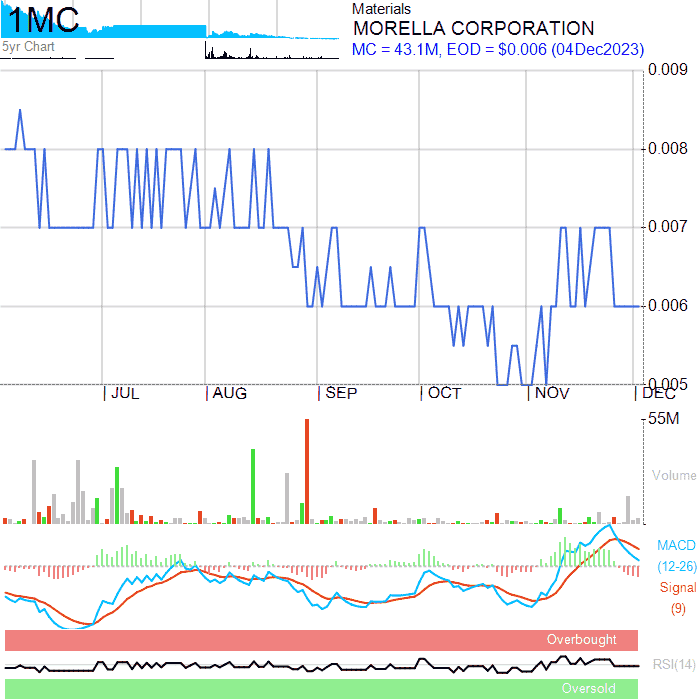 1MC
5yr Chart
Materials
MORELLA CORPORATION
MC = 43.1M, EOD = $0.006 (04Dec2023)
0.009
0.008
0.007
0.006
0.005
JUL AUG SEP OCT NOV DEC
55M
Volume
MACD
(12-26)
Signal
(9)
Overbought
RSI(14)
Oversold